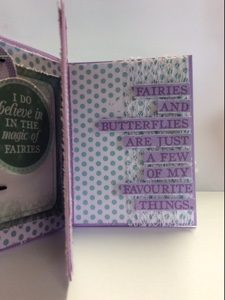 I DO
believe in
IN THE
magic of
FAIRIES
FAIRIES
AND
BUTTERFLIES
ARE JUST
A FEW
OF MY
FAVOURITE
THINGS.